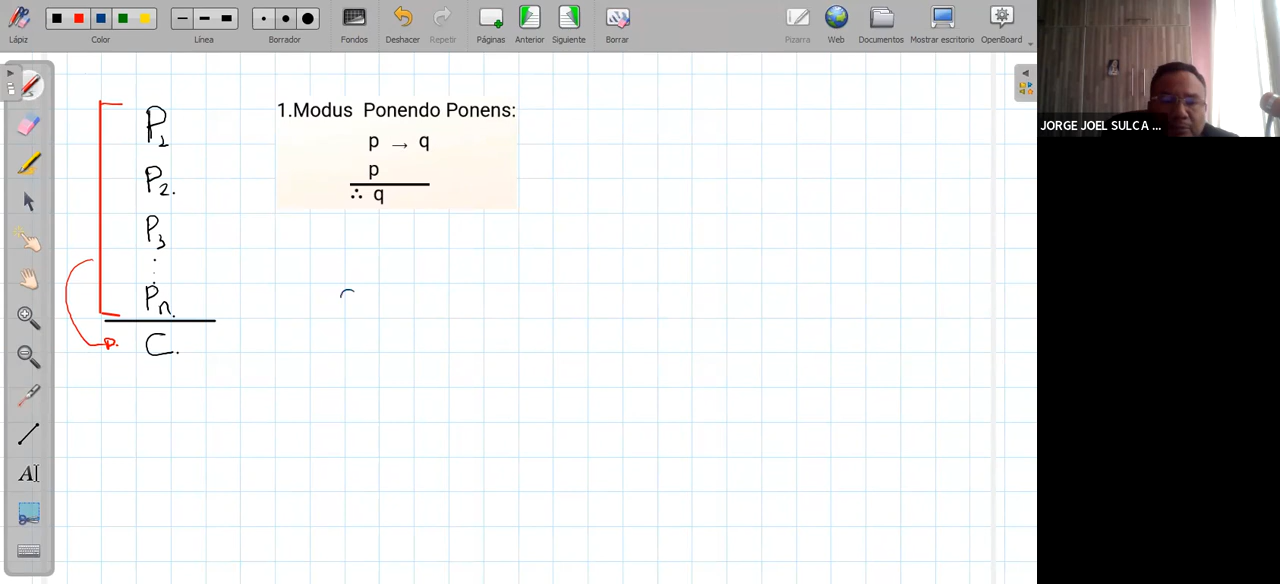 Lápiz
Color
Línea
Borrador
Fondos
Deshacer
Repetir
Páginas
Anterior
Siguiente
Borrar
Pizarra
Web
Documentos
Mostrar escritorio
OpenBoard
JORGE JOEL SULCA ...
P1
P2.
P3
Pn.
C.
1.Modus Ponendo Ponens:
p → q
p
∴ q